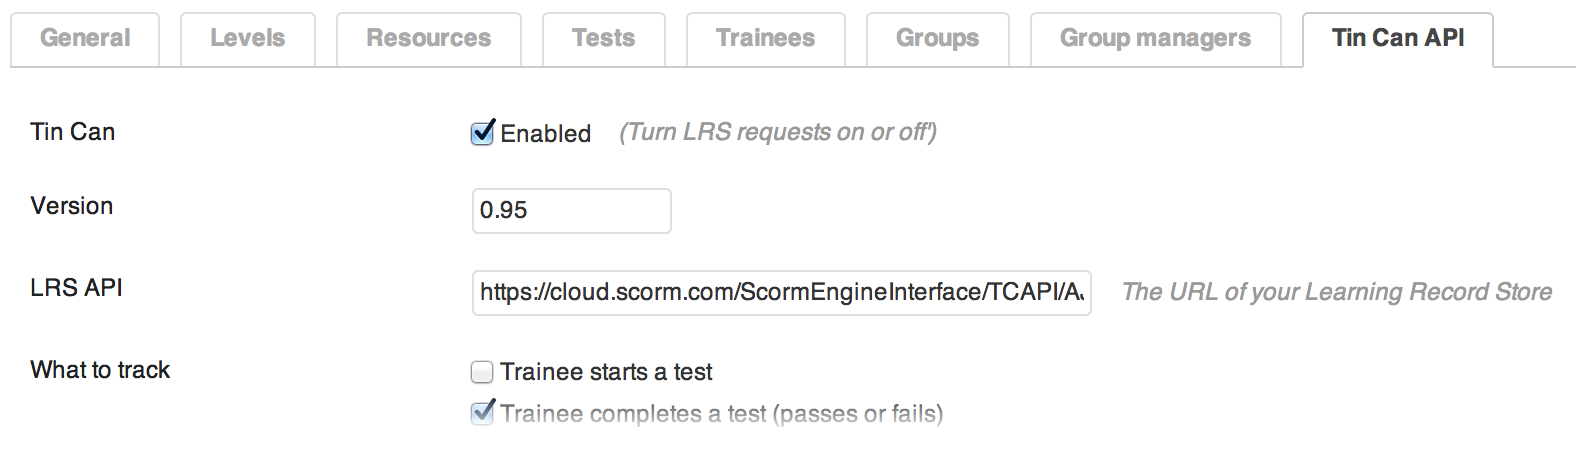 General Levels Resources Tests Trainees Groups Group managers Tin Can API
Tin Can Enabled (Turn LRS requests on or off')
Version 0.95
LRS API https://cloud.scorm.com/ScormEngineInterface/TCAPI/A The URL of your Learning Record Store
What to track Trainee starts a test
Trainee completes a test (passes or fails)